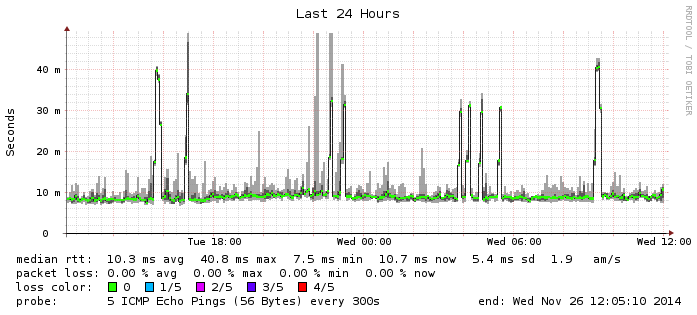 Last 24 Hours
RRDTOOL / TOBI OETIKER
Seconds
40 m
30 m
20 m
10 m
0
Tue 18:00 Wed 00:00 Wed 06:00 Wed 12:00
median rtt: 10.3 ms avg 40.8 ms max 7.5 ms min 10.7 ms now 5.4 ms sd 1.9 am/s
packet loss: 0.00 % avg 0.00 % max 0.00 % min 0.00 % now
loss color: 0 1/5 2/5 3/5 4/5
probe: 5 ICMP Echo Pings (56 Bytes) every 300s end: Wed Nov 26 12:05:10 2014